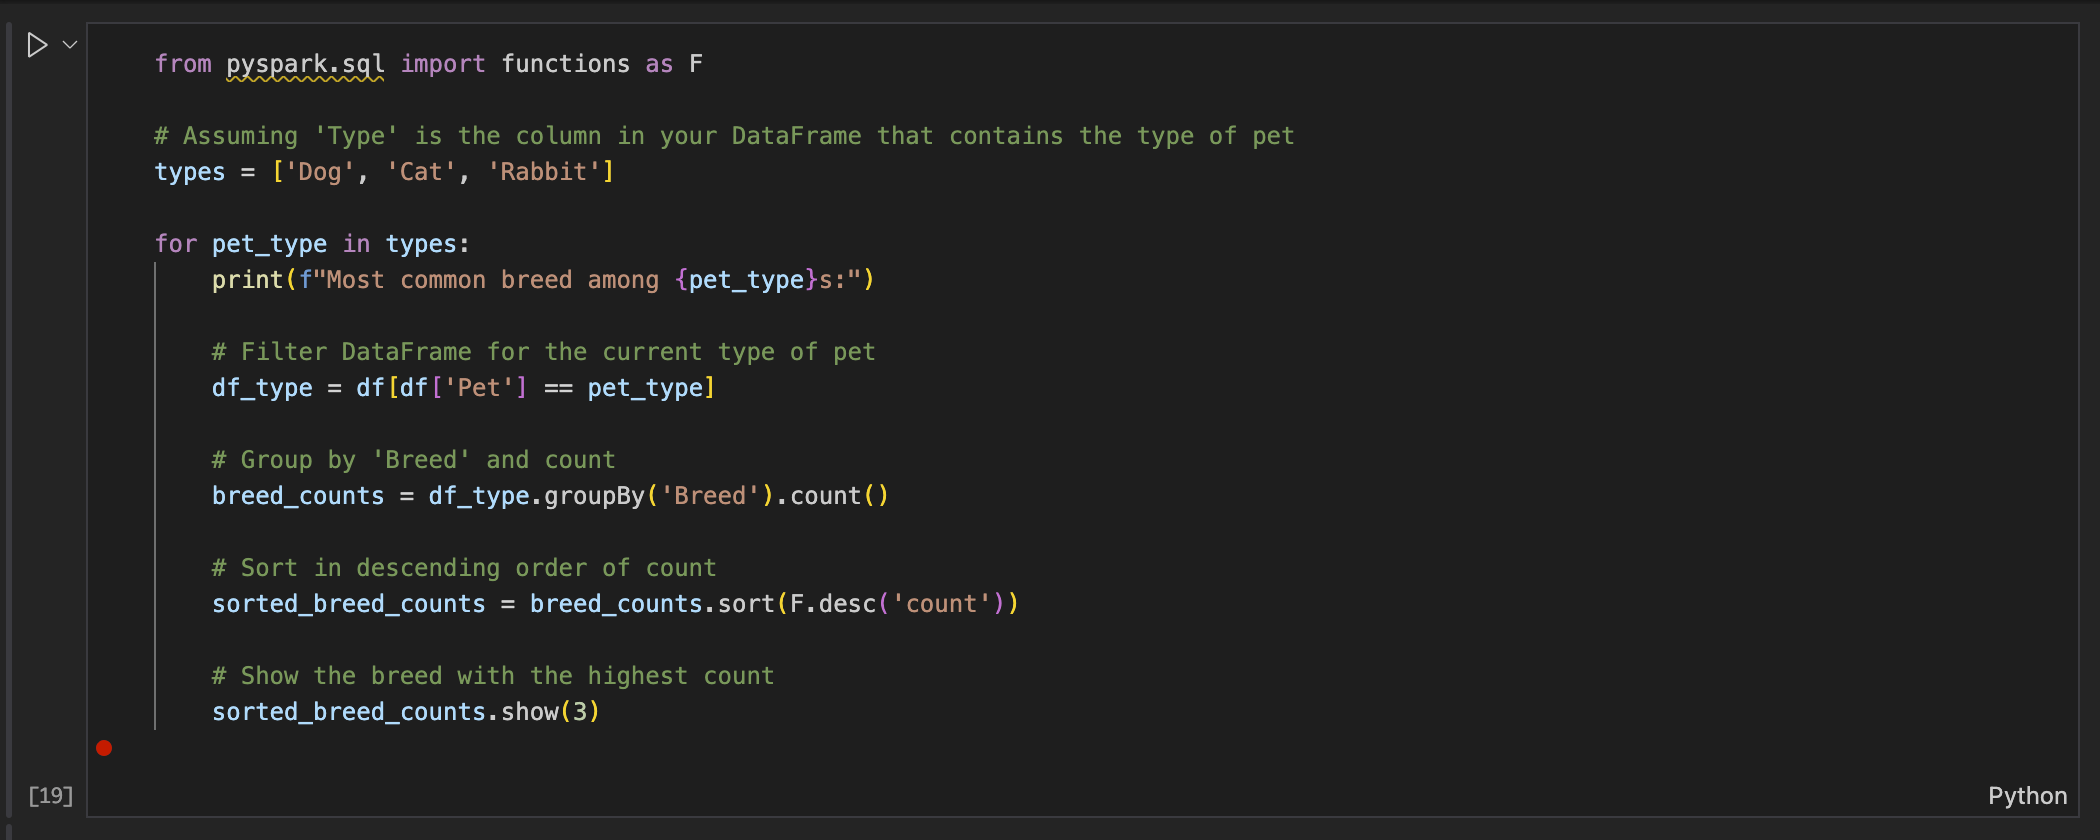 from pyspark.sql import functions as F
# Assuming 'Type' is the column in your DataFrame that contains the type of pet
types = ['Dog', 'Cat', 'Rabbit']
for pet_type in types:
print(f"Most common breed among {pet_type}s:")
# Filter DataFrame for the current type of pet
df_type = df[df['Pet'] == pet_type]
# Group by 'Breed' and count
breed_counts = df_type.groupBy('Breed').count()
# Sort in descending order of count
sorted_breed_counts = breed_counts.sort(F.desc('count'))
# Show the breed with the highest count
sorted_breed_counts.show(3)
[19]
Python